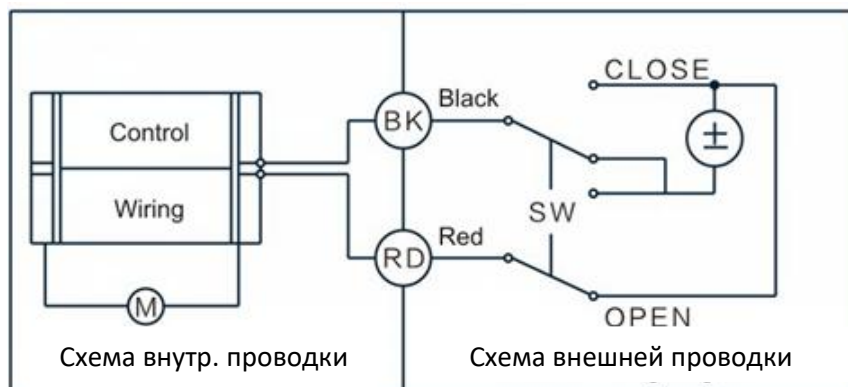 CLOSE
Black
BK
Control
±
Wiring
SW
Red
RD
M
OPEN
Схема внутр. проводки
Схема внешней проводки